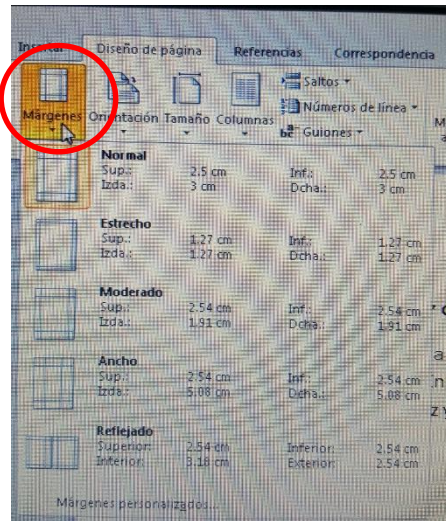 Insertar Diseño de página Referencias Correspondencia
Saltos
Márgenes Orientación Tamaño Columnas Números de línea
Guiones
Normal
Sup.: 2.5 cm Inf.: 2.5 cm
Izda.: 3 cm Dcha.: 3 cm
Estrecho
Sup.: 1.27 cm Inf.: 1.27 cm
Izda.: 1.27 cm Dcha.: 1.27 cm
Moderado
Sup.: 2.54 cm Inf.: 2.54 cm
Izda.: 1.91 cm Dcha.: 1.91 cm
Ancho
Sup.: 2.54 cm Inf.: 2.54 cm
Izda.: 5.08 cm Dcha.: 5.08 cm
Reflejado
Superior: 2.54 cm Inferior: 2.54 cm
Interior: 3.18 cm Exterior: 2.54 cm
Márgenes personalizados...